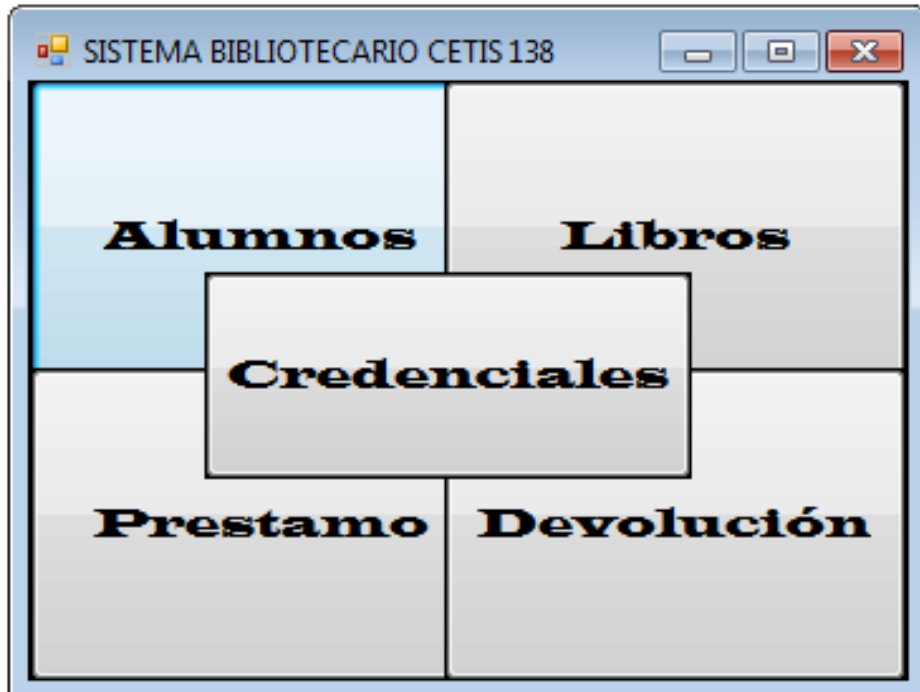 SISTEMA BIBLIOTECARIO CETIS 138
Alumnos
Libros
Credenciales
Prestamo
Devolución